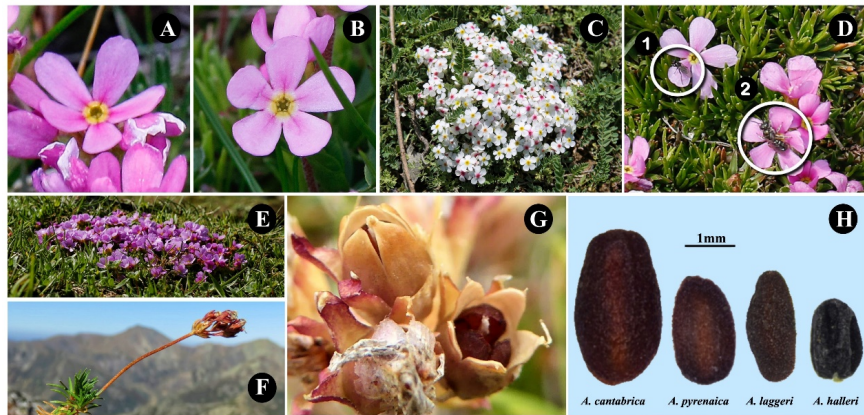 A
B
C
D
1
2
E
F
G
H
1mm
A. cantabrica
A. pyrenaica
A. laggeri
A. halleri